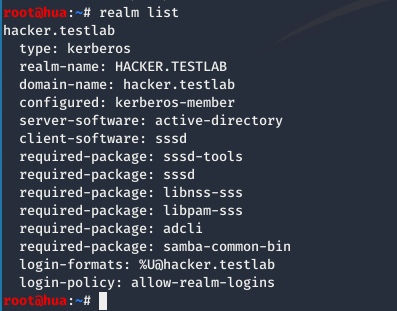 root@hua:~# realm list
hacker.testlab
  type: kerberos
  realm-name: HACKER.TESTLAB
  domain-name: hacker.testlab
  configured: kerberos-member
  server-software: active-directory
  client-software: sssd
  required-package: sssd-tools
  required-package: sssd
  required-package: libnss-sss
  required-package: libpam-sss
  required-package: adcli
  required-package: samba-common-bin
  login-formats: %U@hacker.testlab
  login-policy: allow-realm-logins
root@hua:~#